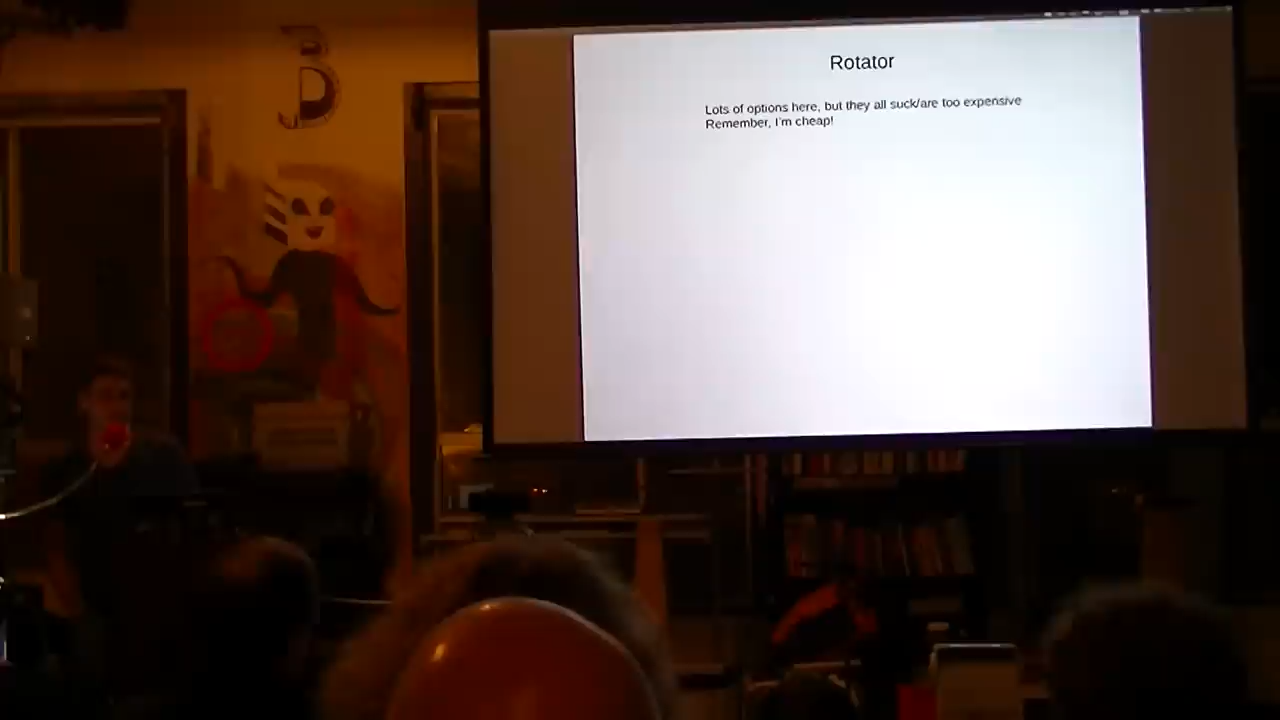 Rotator
Lots of options here, but they all suck/are too expensive
Remember, I'm cheap!